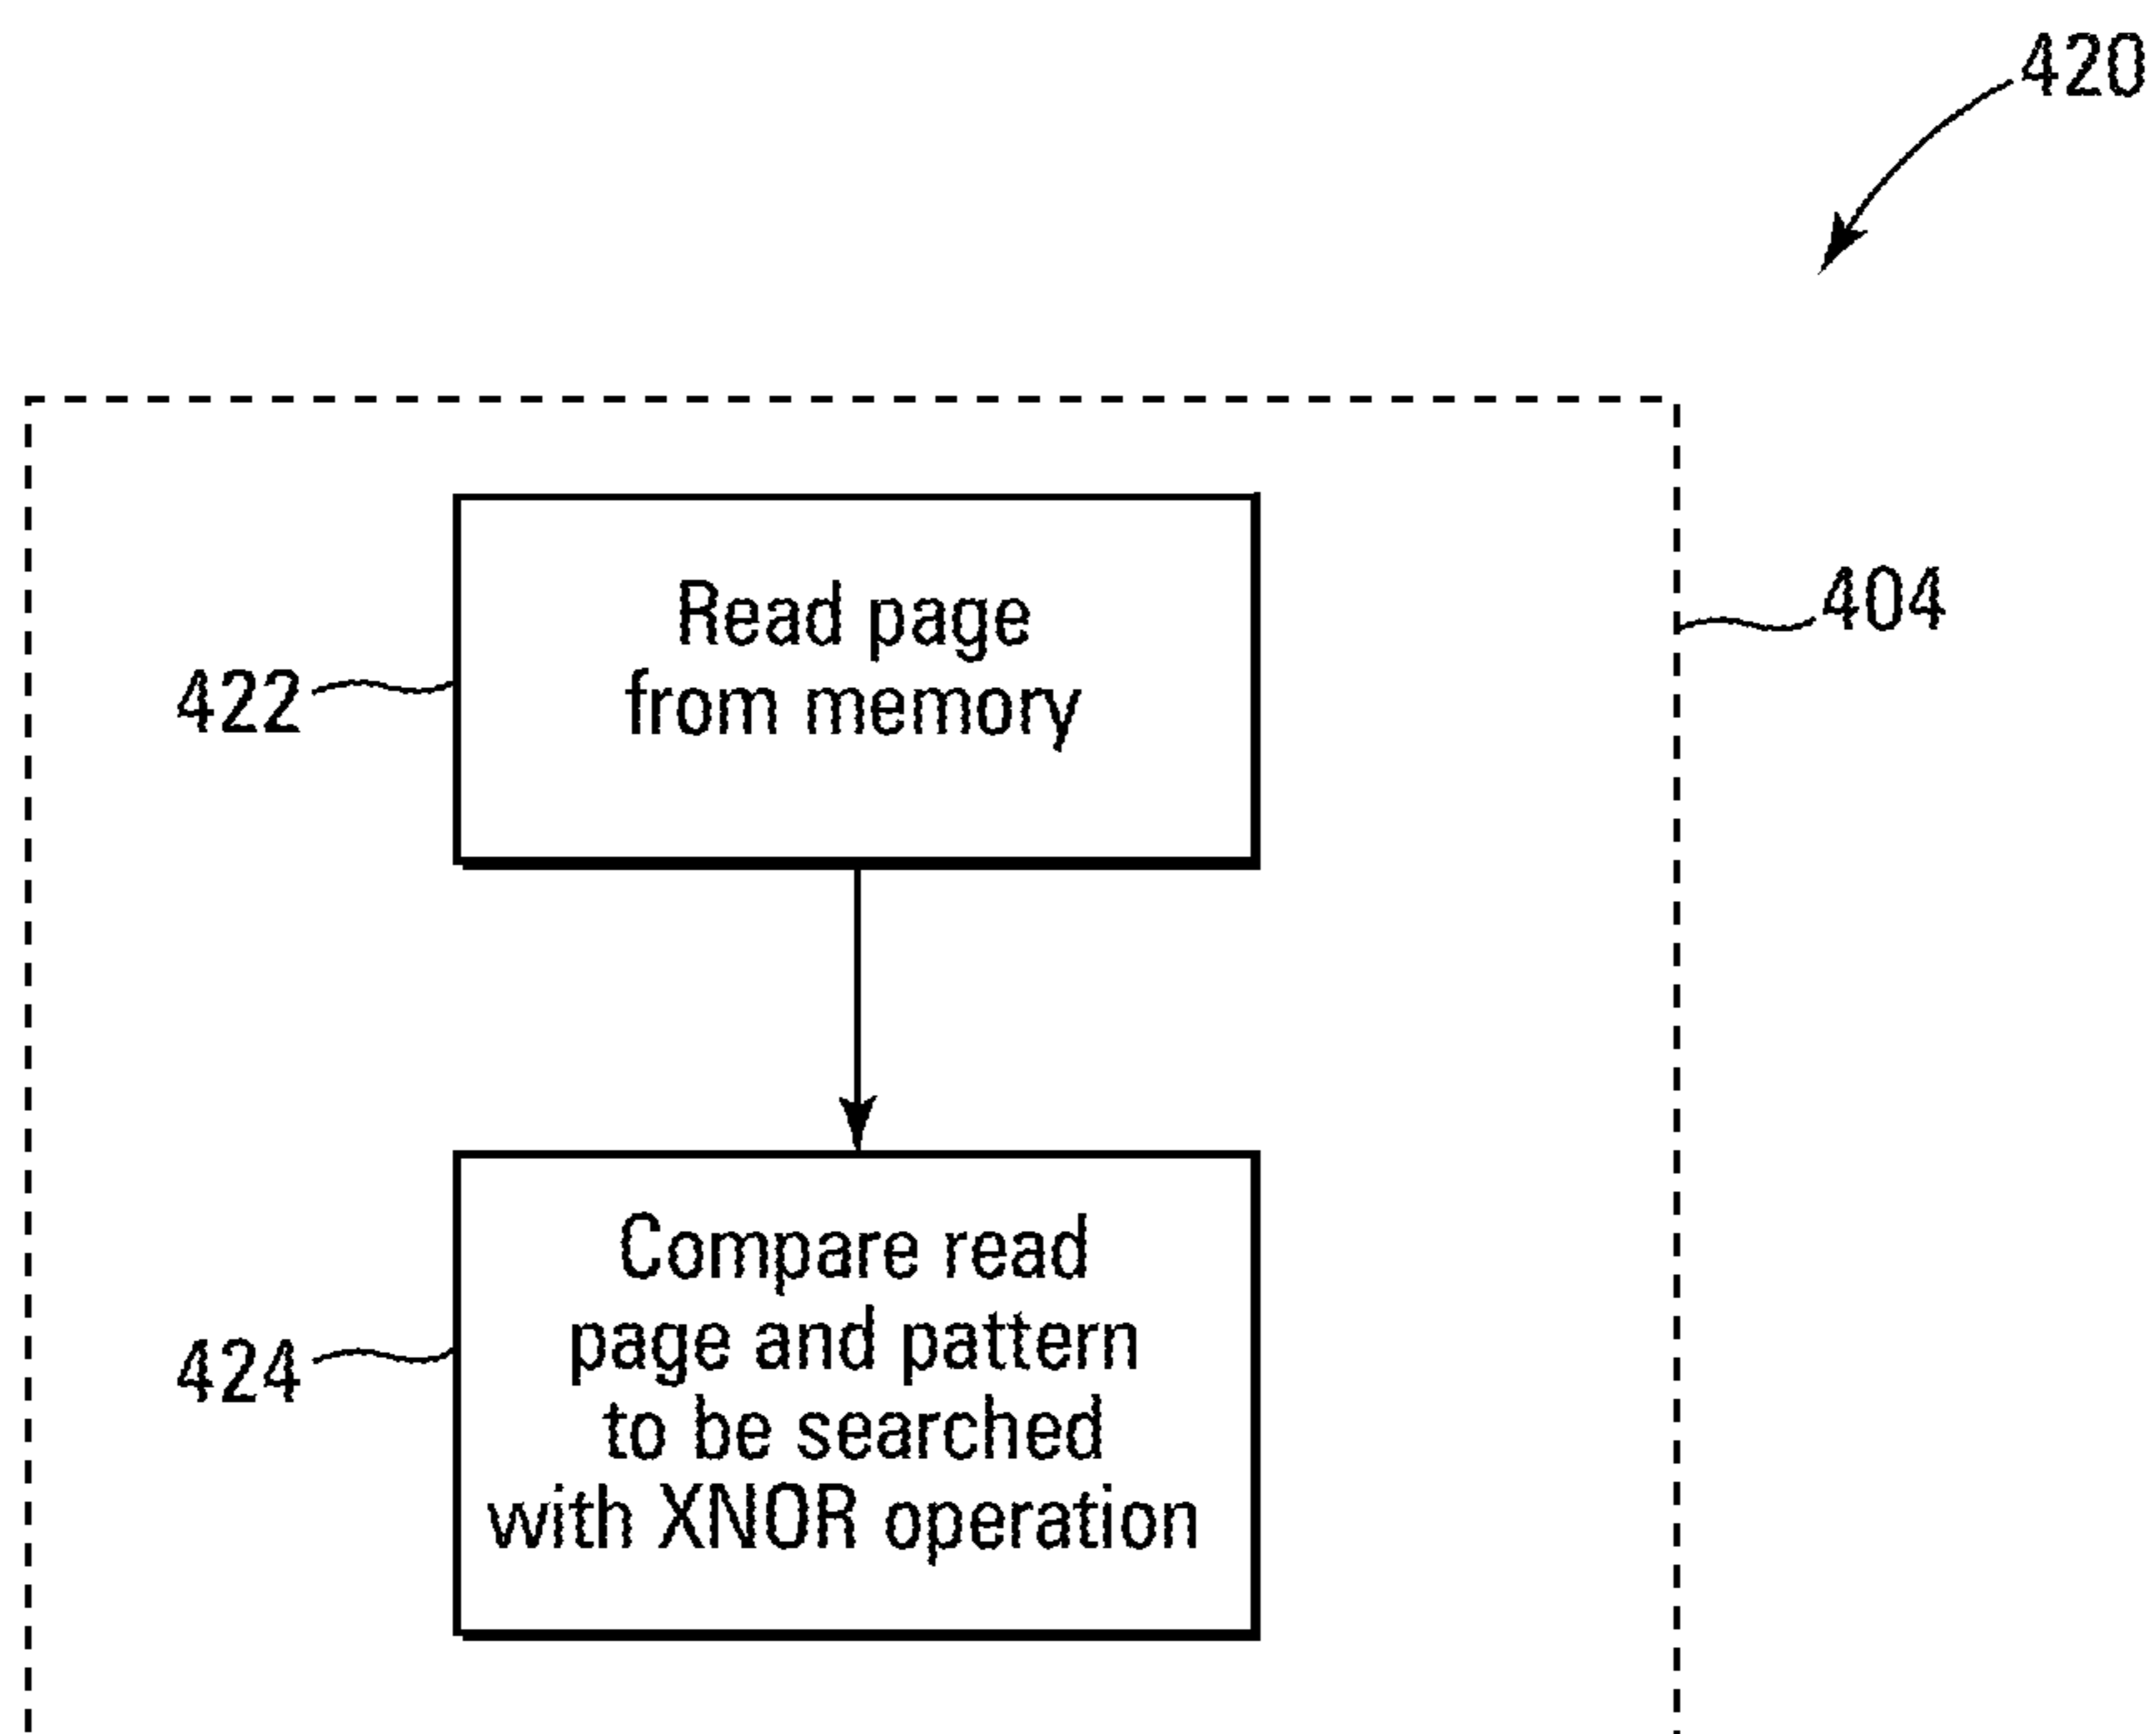 420
Read page
from memory
404
422
Compare read
page and pattern
to be searched
with XNOR operation
424